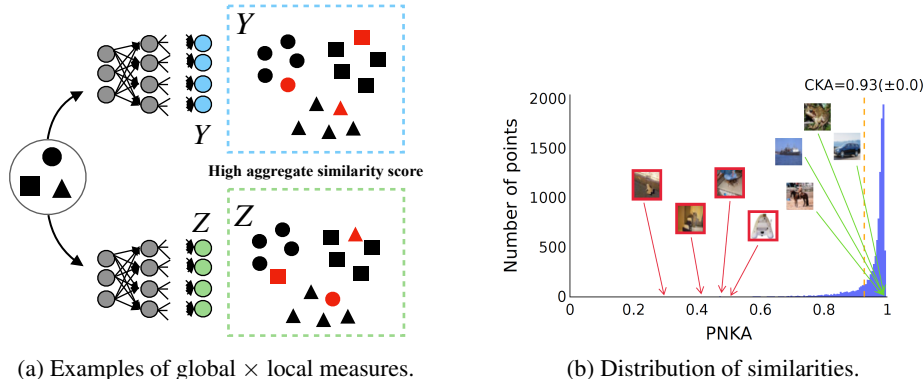 Y
Y
High aggregate similarity score
Z
Z
(a) Examples of global × local measures.
CKA=0.93(±0.0)
2000
1500
1000
500
0
Number of points
0 0.2 0.4 0.6 0.8 1
PNKA
(b) Distribution of similarities.